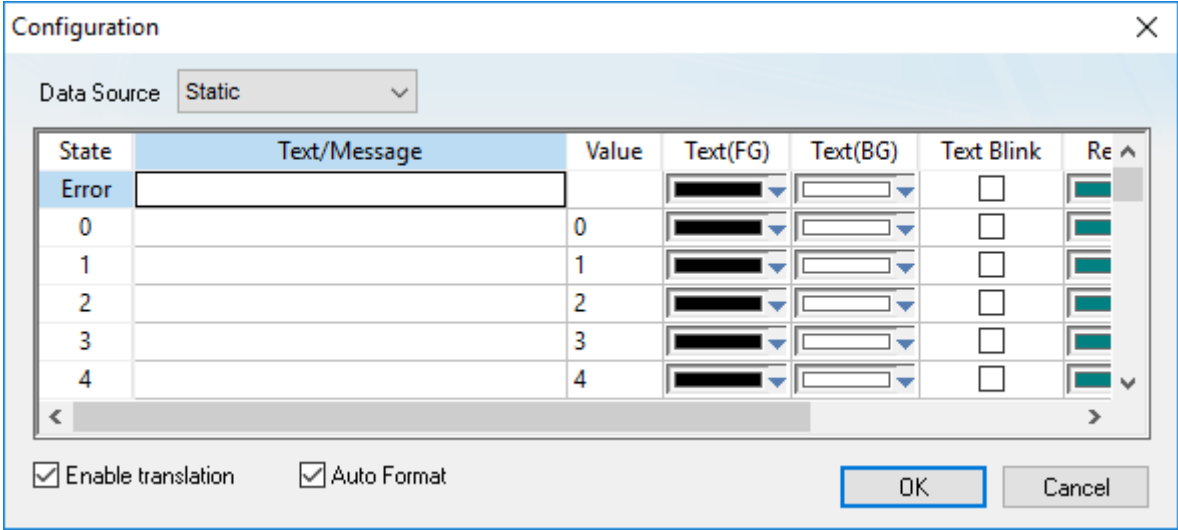 Configuration
Data Source Static
State Text/Message Value Text(FG) Text(BG) Text Blink Re
Error
0 0
1 1
2 2
3 3
4 4
Enable translation Auto Format OK Cancel